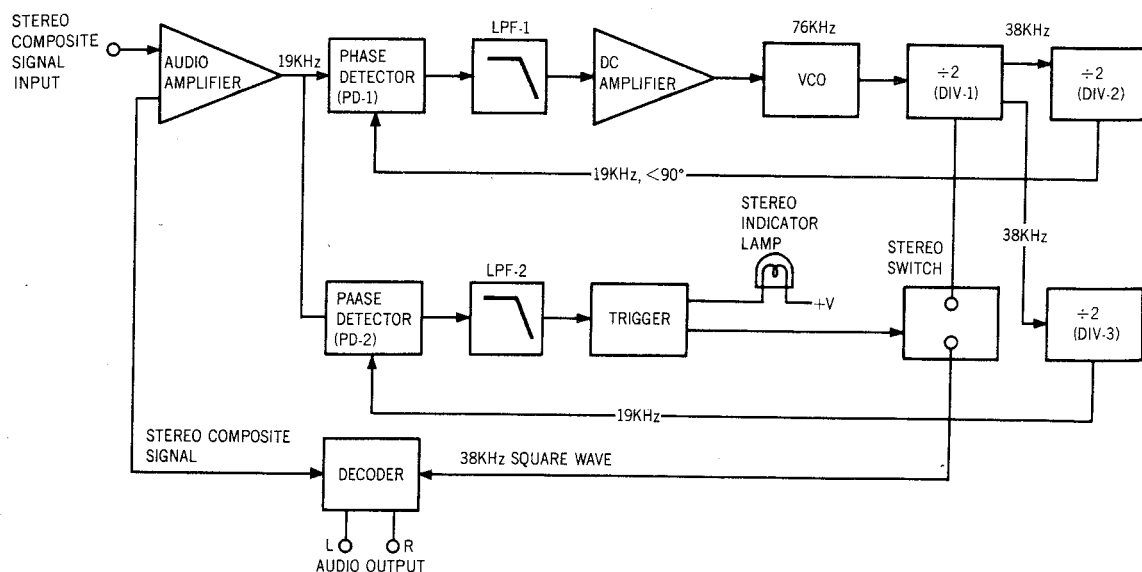 STEREO
COMPOSITE
SIGNAL
INPUT
AUDIO
AMPLIFIER
19KHz
PHASE
DETECTOR
(PD-1)
LPF-1
DC
AMPLIFIER
76KHz
VCO
÷2
(DIV-1)
38KHz
÷2
(DIV-2)
19KHz, <90°
STEREO
INDICATOR
LAMP
+V
38KHz
STEREO
SWITCH
PAASE
DETECTOR
(PD-2)
LPF-2
TRIGGER
÷2
(DIV-3)
19KHz
STEREO COMPOSITE
SIGNAL
DECODER
38KHz SQUARE WAVE
L
R
AUDIO OUTPUT